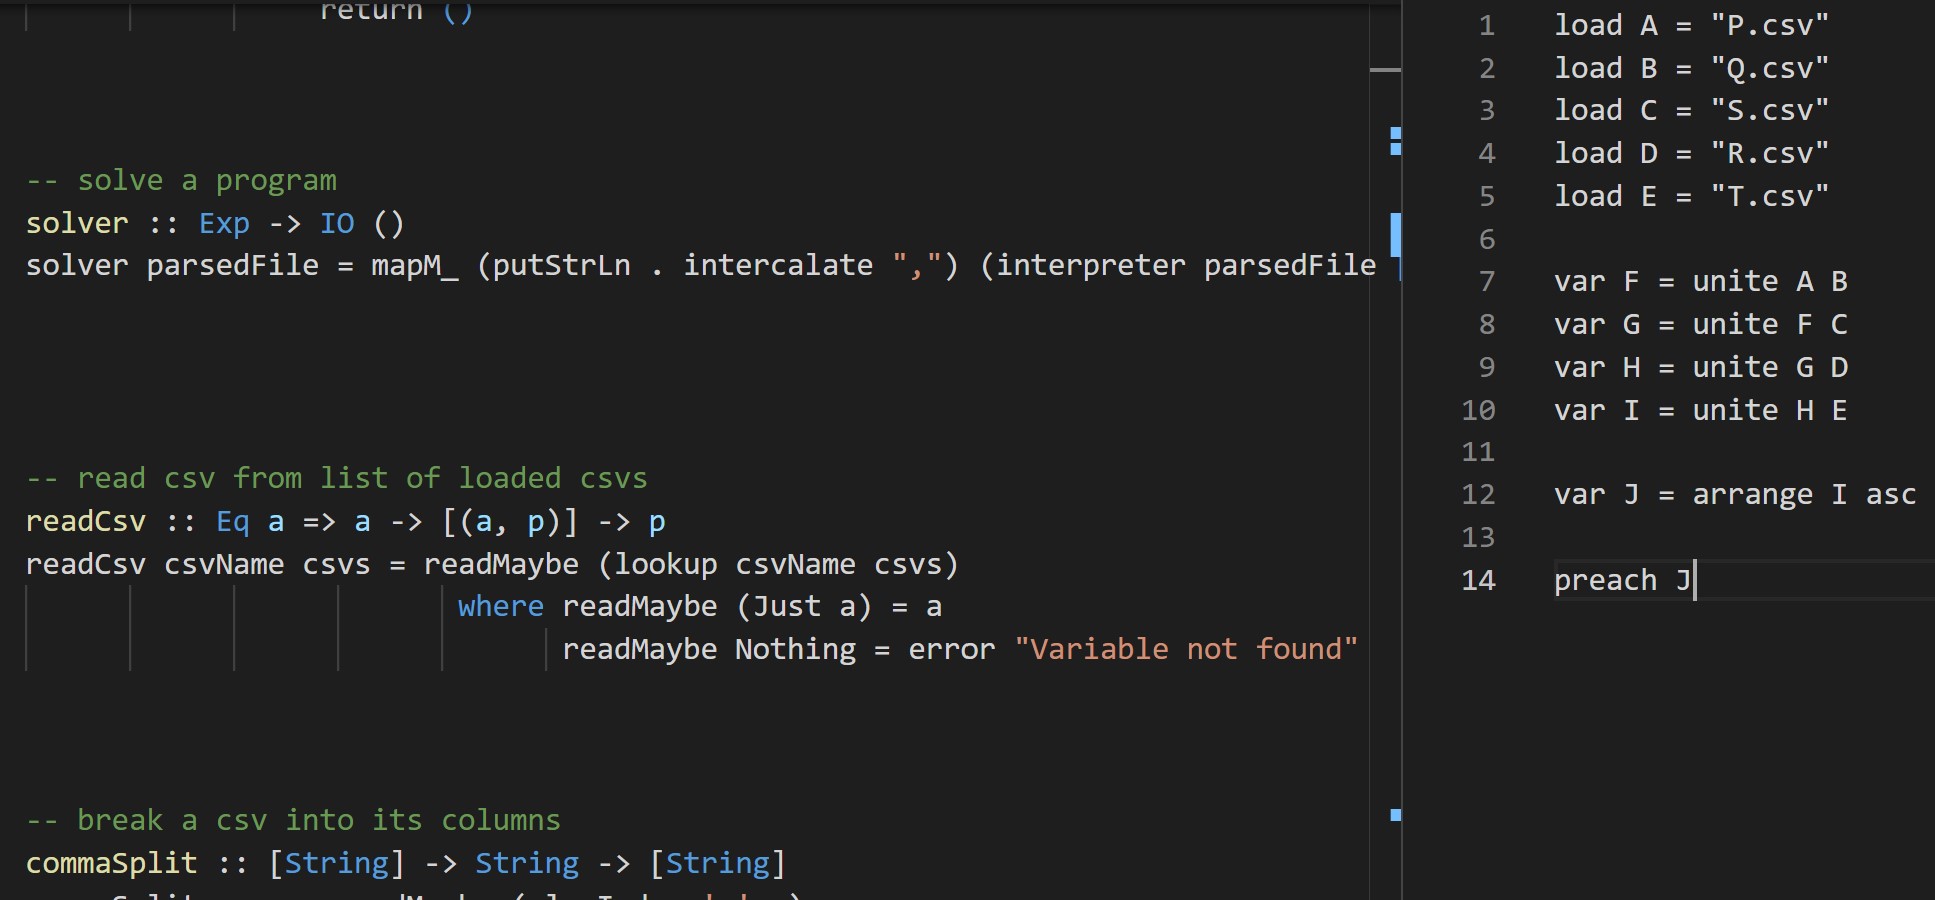 return ()
-- solve a program
solver :: Exp -> IO ()
solver parsedFile = mapM_ (putStrLn . intercalate ",") (interpreter parsedFile
-- read csv from list of loaded csvs
readCsv :: Eq a => a -> [(a, p)] -> p
readCsv csvName csvs = readMaybe (lookup csvName csvs)
where readMaybe (Just a) = a
readMaybe Nothing = error "Variable not found"
-- break a csv into its columns
commaSplit :: [String] -> String -> [String]
1 load A = "P.csv"
2 load B = "Q.csv"
3 load C = "S.csv"
4 load D = "R.csv"
5 load E = "T.csv"
6
7 var F = unite A B
8 var G = unite F C
9 var H = unite G D
10 var I = unite H E
11
12 var J = arrange I asc
13
14 preach J